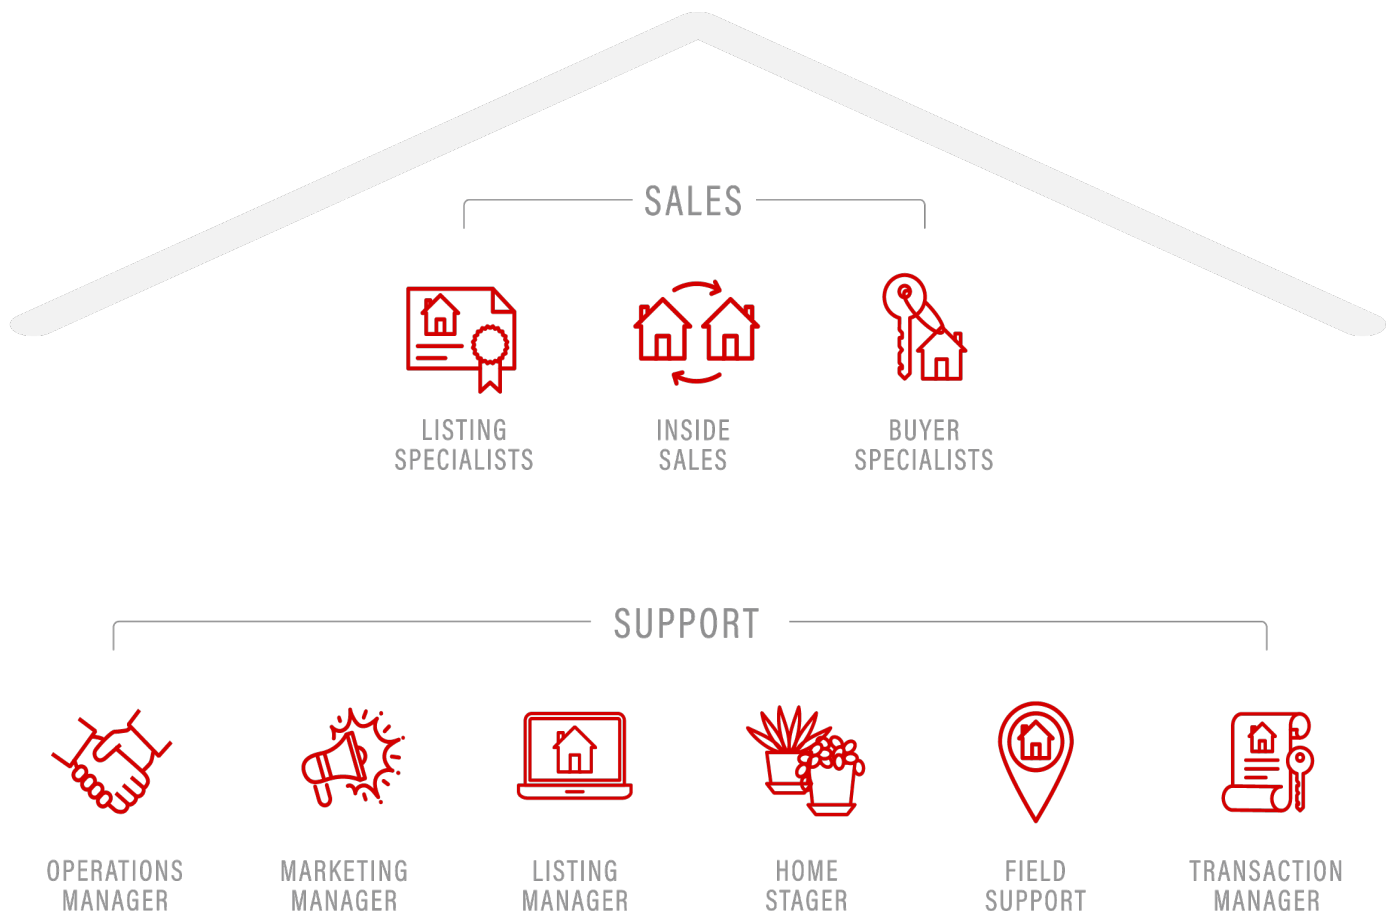 SALES
LISTING
SPECIALISTS
INSIDE
SALES
BUYER
SPECIALISTS
SUPPORT
OPERATIONS
MANAGER
MARKETING
MANAGER
LISTING
MANAGER
HOME
STAGER
FIELD
SUPPORT
TRANSACTION
MANAGER